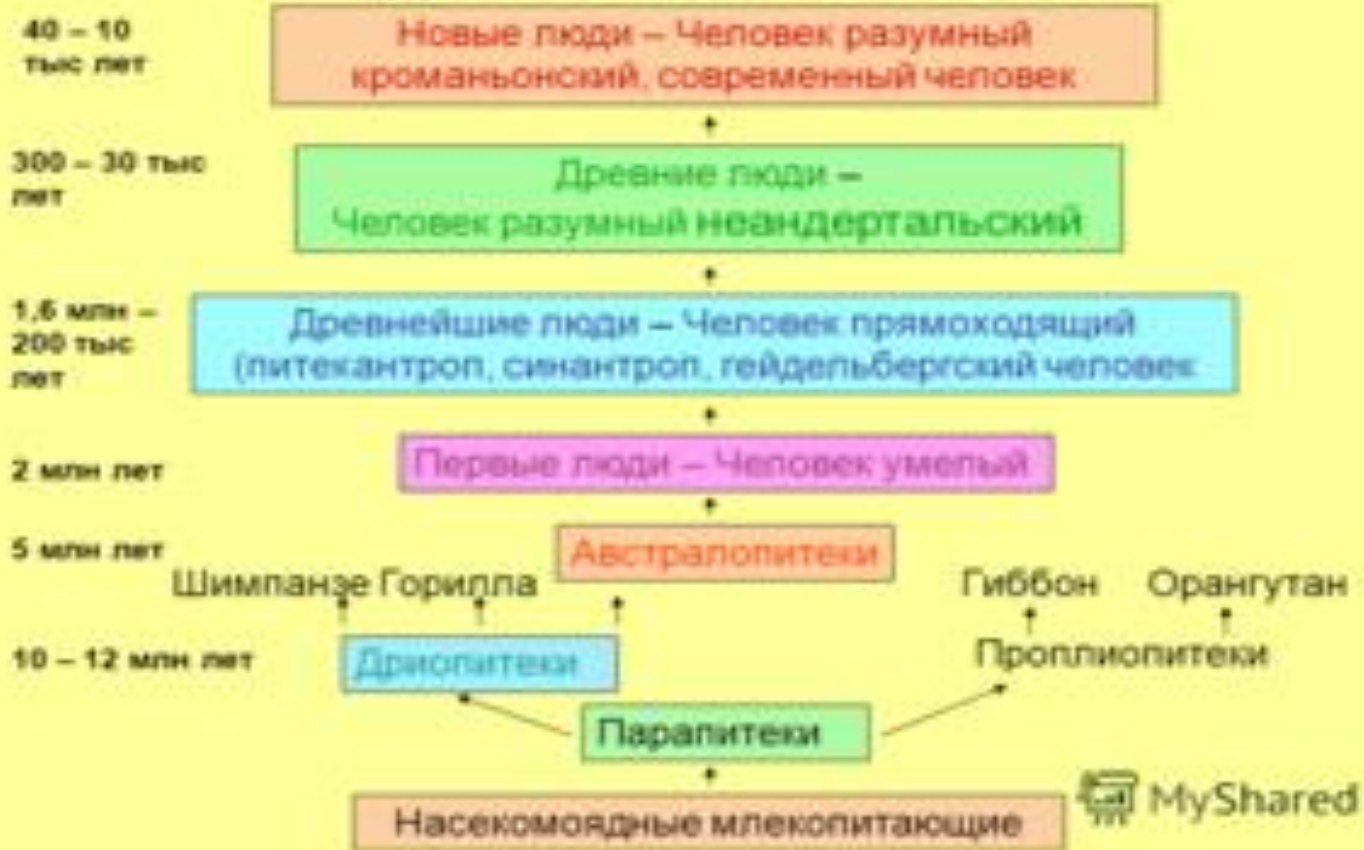 40 – 10
тыс лет
Новые люди – Человек разумный
кроманьонский, современный человек
300 – 30 тыс
лет
Древние люди –
Человек разумный неандертальский
1,6 млн –
200 тыс
лет
Древнейшие люди – Человек прямоходящий
(питекантроп, синантроп, гейдельбергский человек
2 млн лет
Первые люди – Человек умелый
5 млн лет
Австралопитеки
Шимпанзе Горилла
Гиббон Орангутан
10 – 12 млн лет
Дриопитеки
Проплиопитеки
Парапитеки
Насекомоядные млекопитающие
MyShared